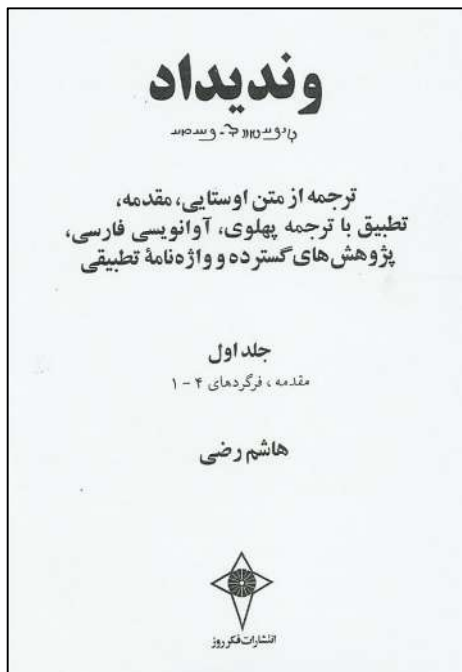 وندیداد
ترجمه از متن اوستایی، مقدمه،
تطبیق با ترجمه پهلوی، آوانویسی فارسی،
پژوهش‌های گسترده و واژه‌نامهٔ تطبیقی
جلد اول
مقدمه، فرگردهای ۴ - ۱
هاشم رضی
انتشارات فکر روز